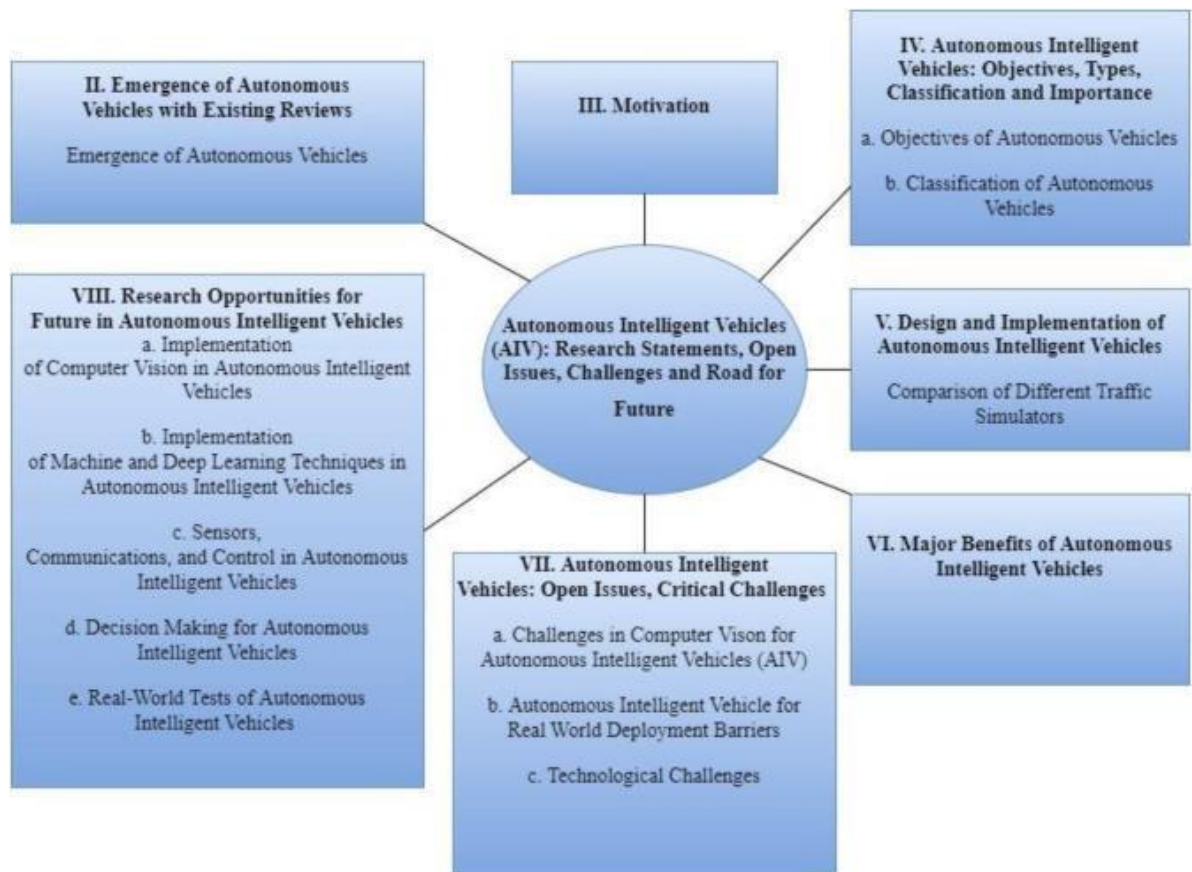 II. Emergence of Autonomous
Vehicles with Existing Reviews
Emergence of Autonomous Vehicles
III. Motivation
IV. Autonomous Intelligent
Vehicles: Objectives, Types,
Classification and Importance
a. Objectives of Autonomous Vehicles
b. Classification of Autonomous
Vehicles
Autonomous Intelligent Vehicles
(AIV): Research Statements, Open
Issues, Challenges and Road for
Future
V. Design and Implementation of
Autonomous Intelligent Vehicles
Comparison of Different Traffic
Simulators
VI. Major Benefits of Autonomous
Intelligent Vehicles
VII. Autonomous Intelligent
Vehicles: Open Issues, Critical Challenges
a. Challenges in Computer Vison for
Autonomous Intelligent Vehicles (AIV)
b. Autonomous Intelligent Vehicle for
Real World Deployment Barriers
c. Technological Challenges
VIII. Research Opportunities for
Future in Autonomous Intelligent Vehicles
a. Implementation
of Computer Vision in Autonomous Intelligent
Vehicles
b. Implementation
of Machine and Deep Learning Techniques in
Autonomous Intelligent Vehicles
c. Sensors,
Communications, and Control in Autonomous
Intelligent Vehicles
d. Decision Making for Autonomous
Intelligent Vehicles
e. Real-World Tests of Autonomous
Intelligent Vehicles